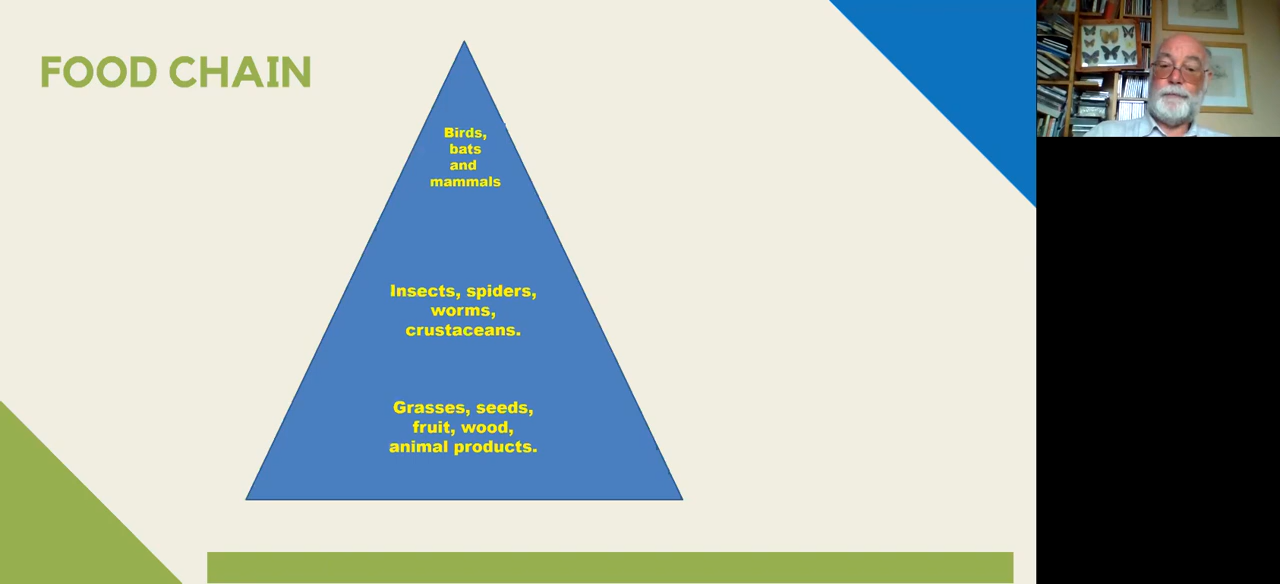 FOOD CHAIN
Birds,
bats
and
mammals
Insects, spiders,
worms,
crustaceans.
Grasses, seeds,
fruit, wood,
animal products.